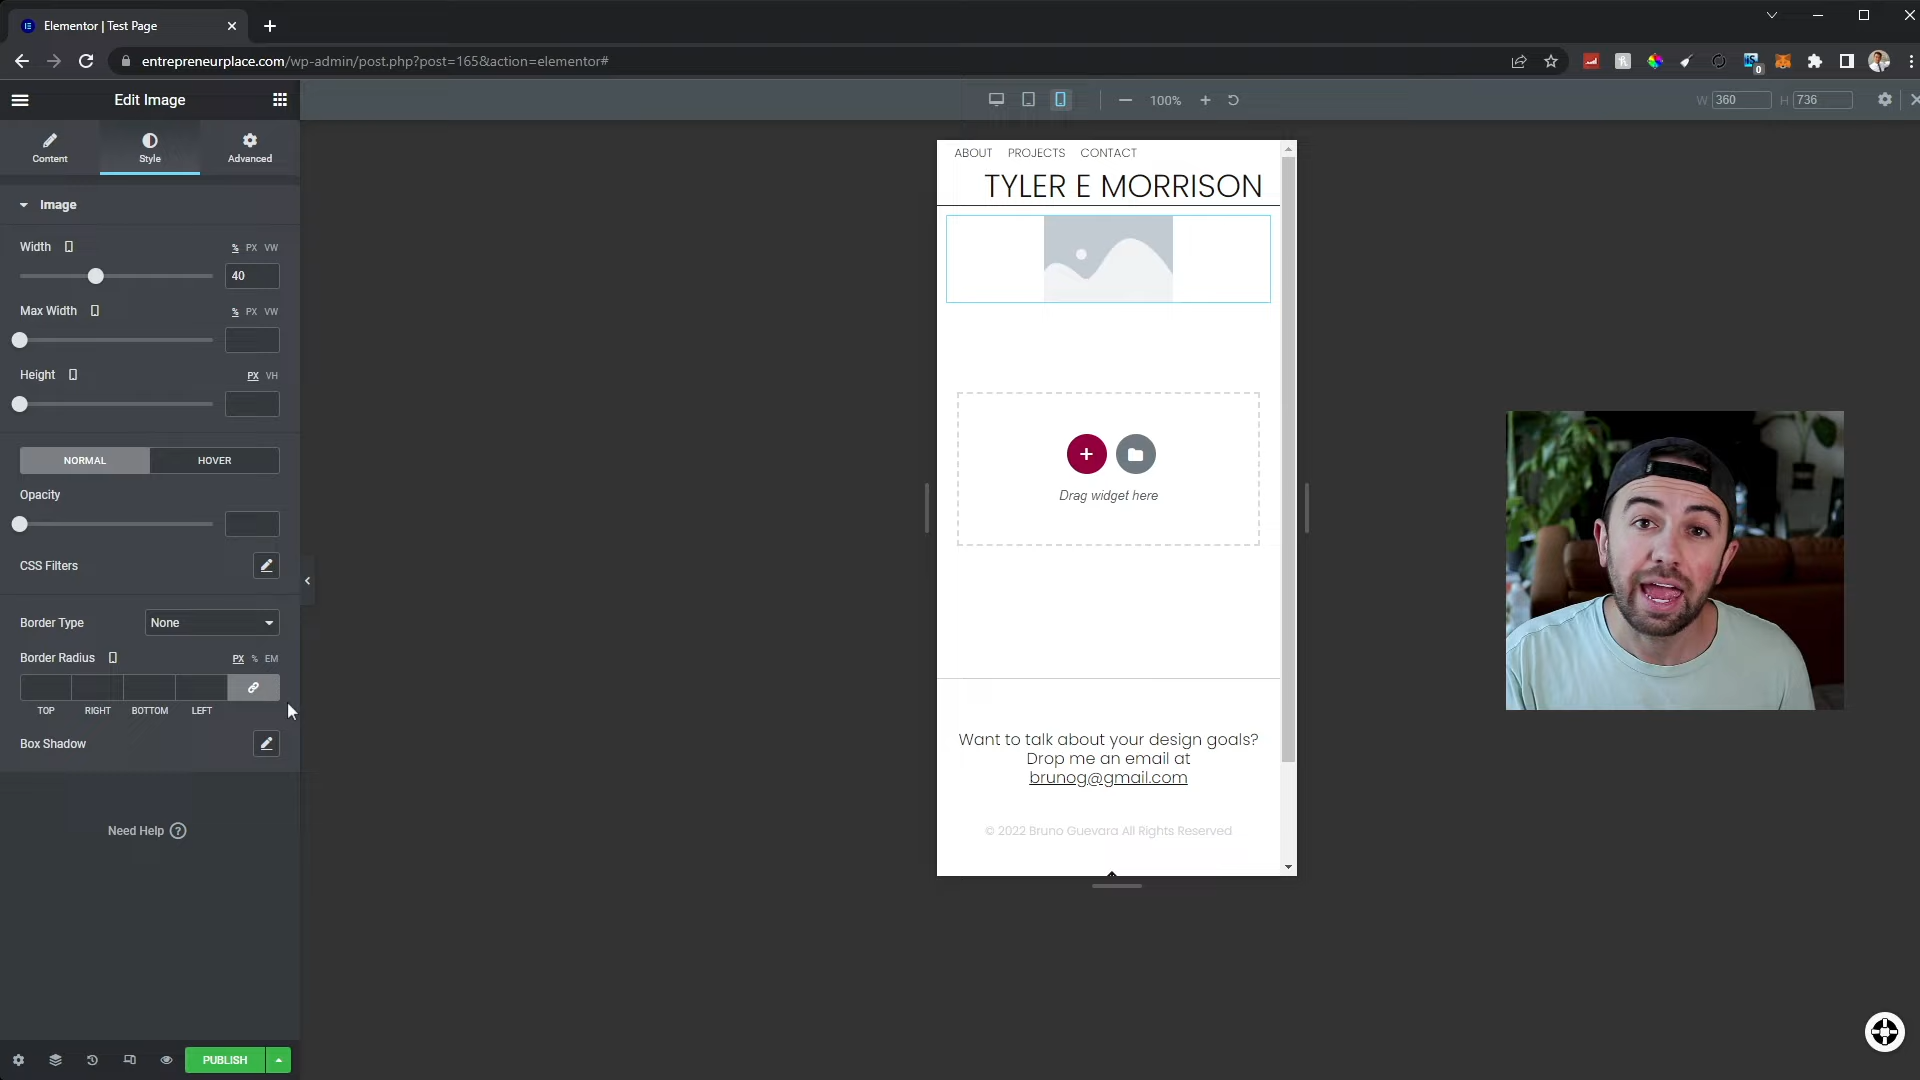 Elementor | Test Page
entrepreneurplace.com/wp-admin/post.php?post=165&action=elementor#
0
Edit Image
100%
W 360
H 736
Content
Style
Advanced
Image
Width
% PX VW
40
Max Width
% PX VW
Height
PX VH
NORMAL
HOVER
Opacity
CSS Filters
Border Type
None
Border Radius
PX % EM
TOP RIGHT BOTTOM LEFT
Box Shadow
Need Help ?
PUBLISH
ABOUT PROJECTS CONTACT
TYLER E MORRISON
Drag widget here
Want to talk about your design goals?
Drop me an email at
brunog@gmail.com
© 2022 Bruno Guevara All Rights Reserved.